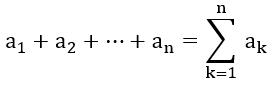 a₁ + a₂ + ⋯ + aₙ = ∑ₖ₌₁ⁿ aₖ